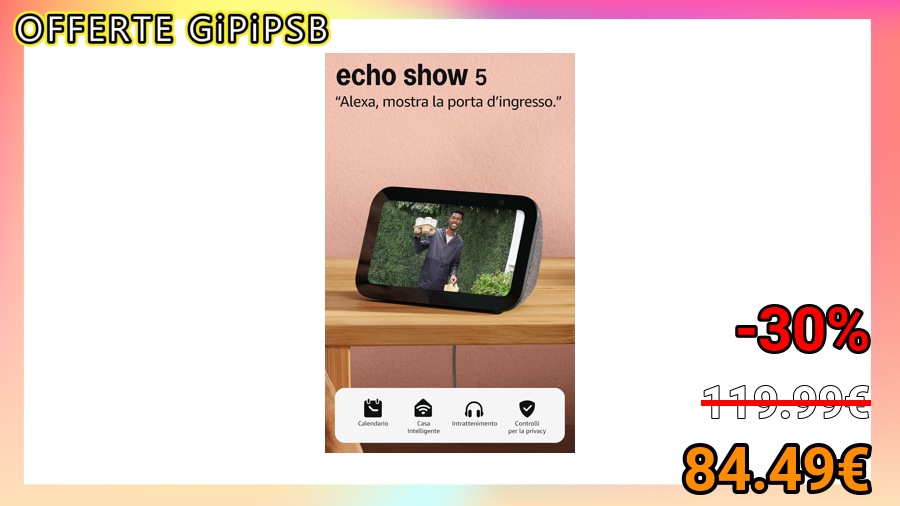 OFFERTE GiPiPSB
echo show 5
“Alexa, mostra la porta d’ingresso.”
-30%
119.99€
84.49€
Calendario
Casa
Intelligente
Intrattenimento
Controlli
per la privacy